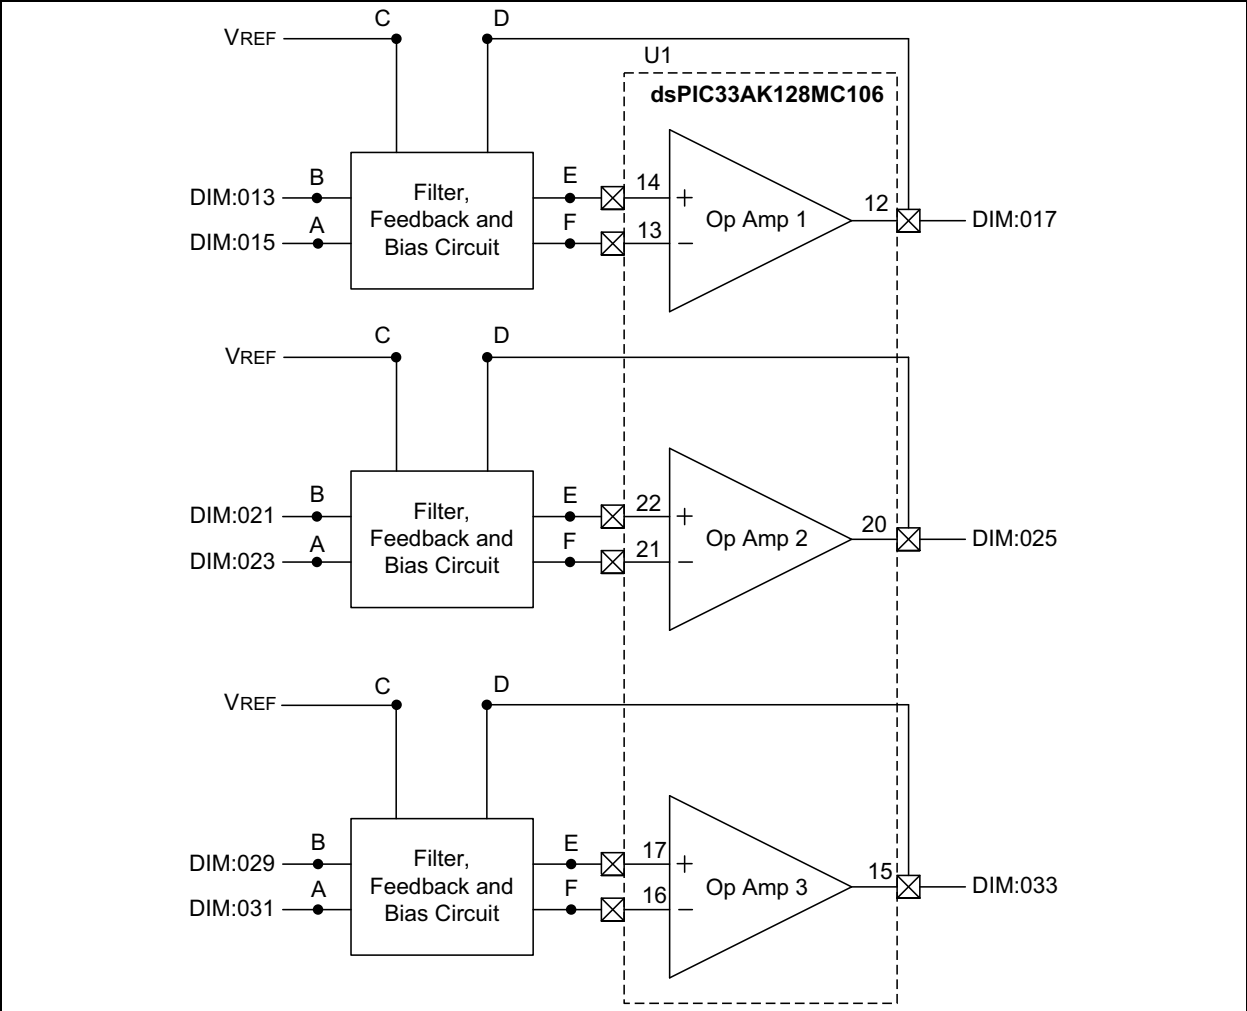 C D
VREF
U1
dsPIC33AK128MC106
B E 14
DIM:013 Filter, + 12
A F Feedback and 13 Op Amp 1 DIM:017
DIM:015 Bias Circuit −
C D
VREF
B E 22
DIM:021 Filter, + 20
A F Feedback and 21 Op Amp 2 DIM:025
DIM:023 Bias Circuit −
C D
VREF
B E 17
DIM:029 Filter, + 15
A F Feedback and 16 Op Amp 3 DIM:033
DIM:031 Bias Circuit −